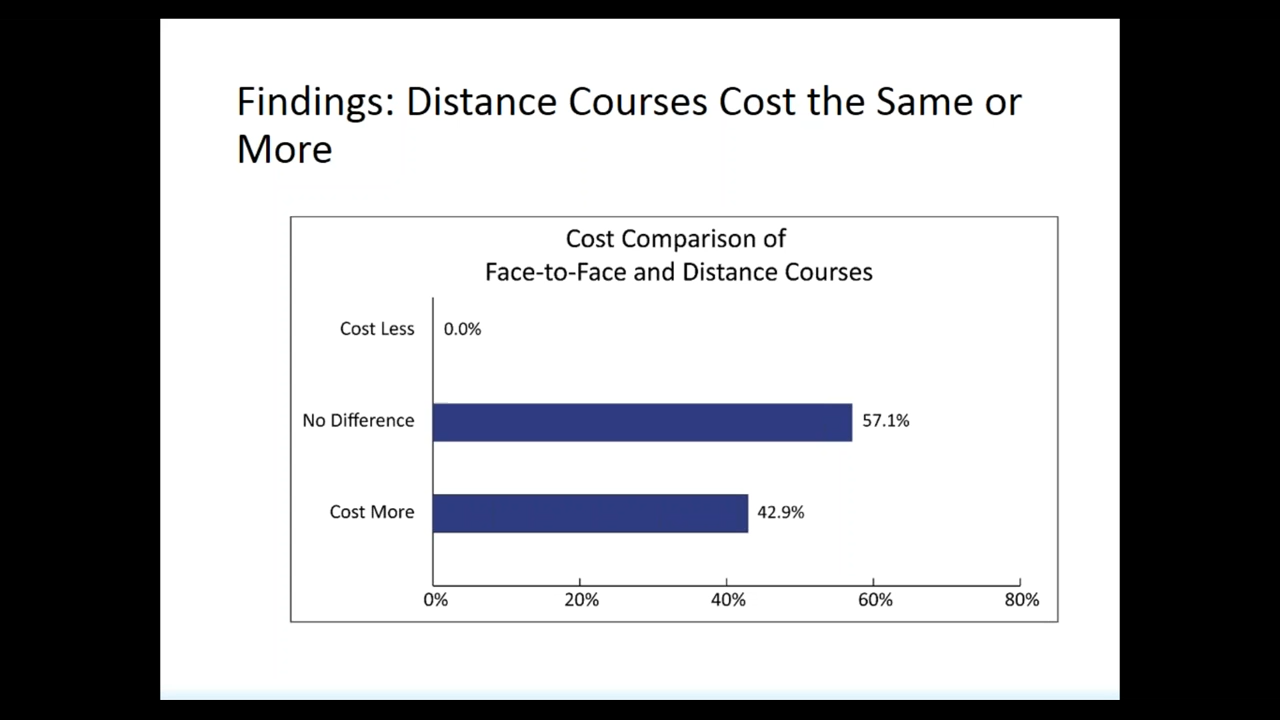 Findings: Distance Courses Cost the Same or
More
Cost Comparison of
Face-to-Face and Distance Courses
Cost Less 0.0%
No Difference 57.1%
Cost More 42.9%
0% 20% 40% 60% 80%